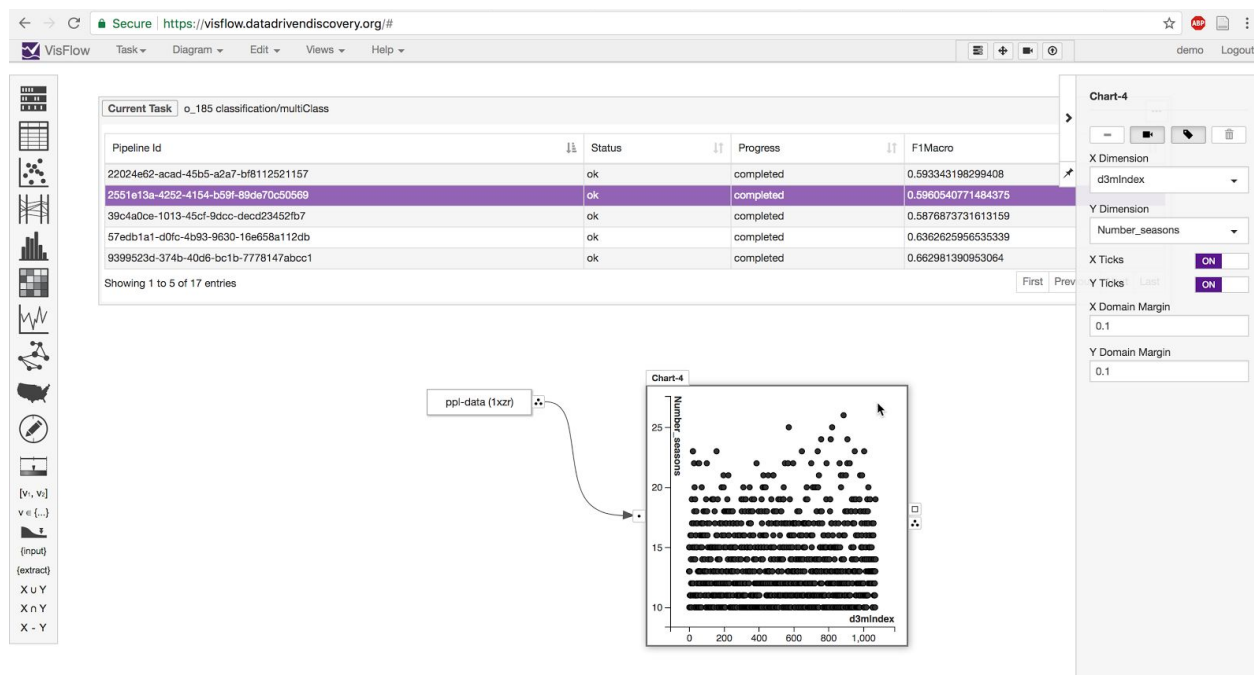 Secure https://visflow.datadrivendiscovery.org/#
ABP
VisFlow Task Diagram Edit Views Help demo Logout
Current Task o_185 classification/multiClass
Pipeline Id Status Progress F1Macro
22024e62-acad-45b5-a2a7-bf8112521157 ok completed 0.593343198299408
2551e13a-4252-4154-b59f-89de70c50569 ok completed 0.5960540771484375
39c4a0ce-1013-45cf-9dcc-decd23452fb7 ok completed 0.5876873731613159
57edb1a1-d0fc-4b93-9630-16e658a112db ok completed 0.6362625956535339
9399523d-374b-40d6-bc1b-7778147abcc1 ok completed 0.662981390953064
Showing 1 to 5 of 17 entries First Prev Last
Chart-4
X Dimension
d3mIndex
Y Dimension
Number_seasons
X Ticks ON
Y Ticks ON
X Domain Margin
0.1
Y Domain Margin
0.1
[v₁, v₂]
v ∈ {...}
{input}
{extract}
X ∪ Y
X ∩ Y
X - Y
ppl-data (1xzr)
Chart-4
Number_seasons
25
20
15
10
d3mIndex
0 200 400 600 800 1,000